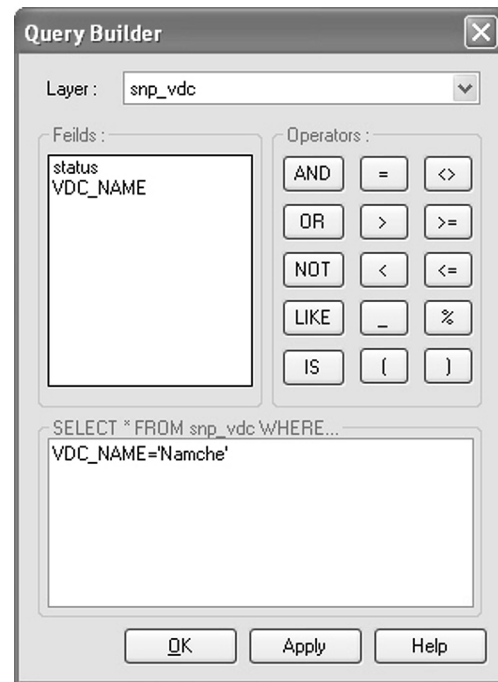 Query Builder
Layer : snp_vdc
Feilds :
status
VDC_NAME
Operators :
AND = <>
OR > >=
NOT < <=
LIKE _ %
IS ( )
SELECT * FROM snp_vdc WHERE...
VDC_NAME='Namche'
OK Apply Help